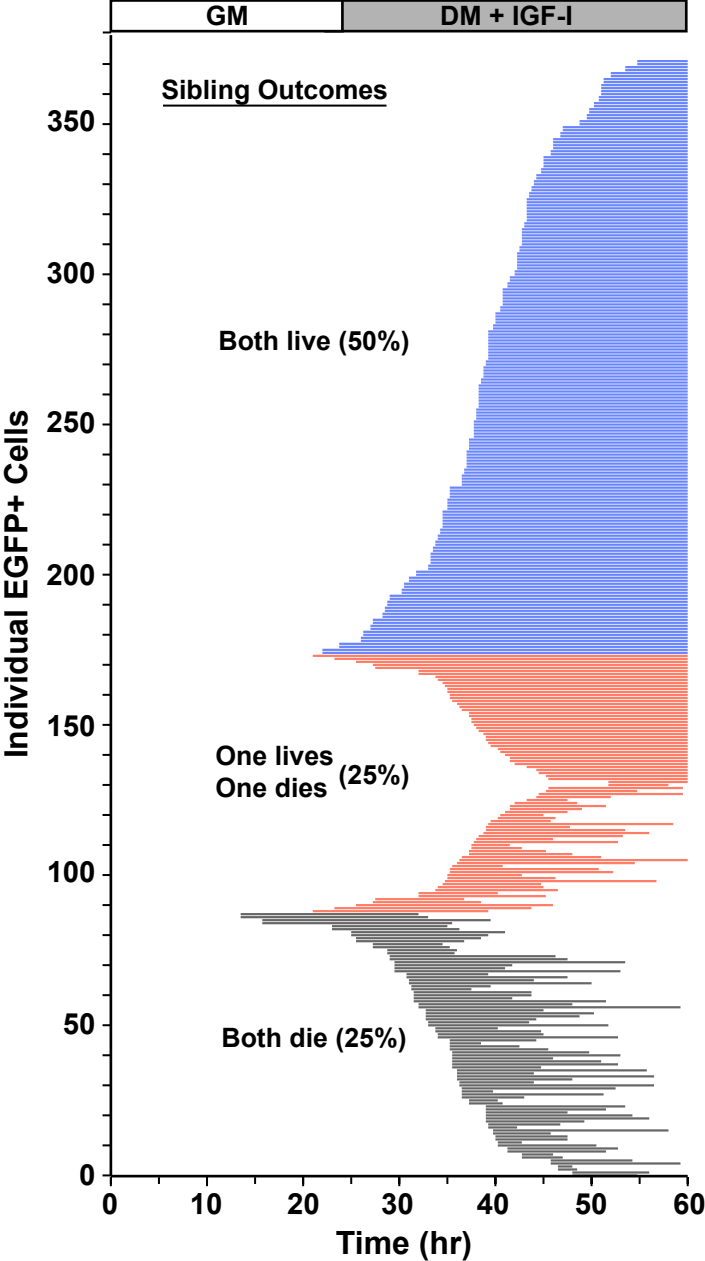 GM DM + IGF-I
Sibling Outcomes
350
300
Both live (50%)
250
200
150
One lives
One dies (25%)
100
50
Both die (25%)
0
0 10 20 30 40 50 60
Time (hr)
Individual EGFP+ Cells